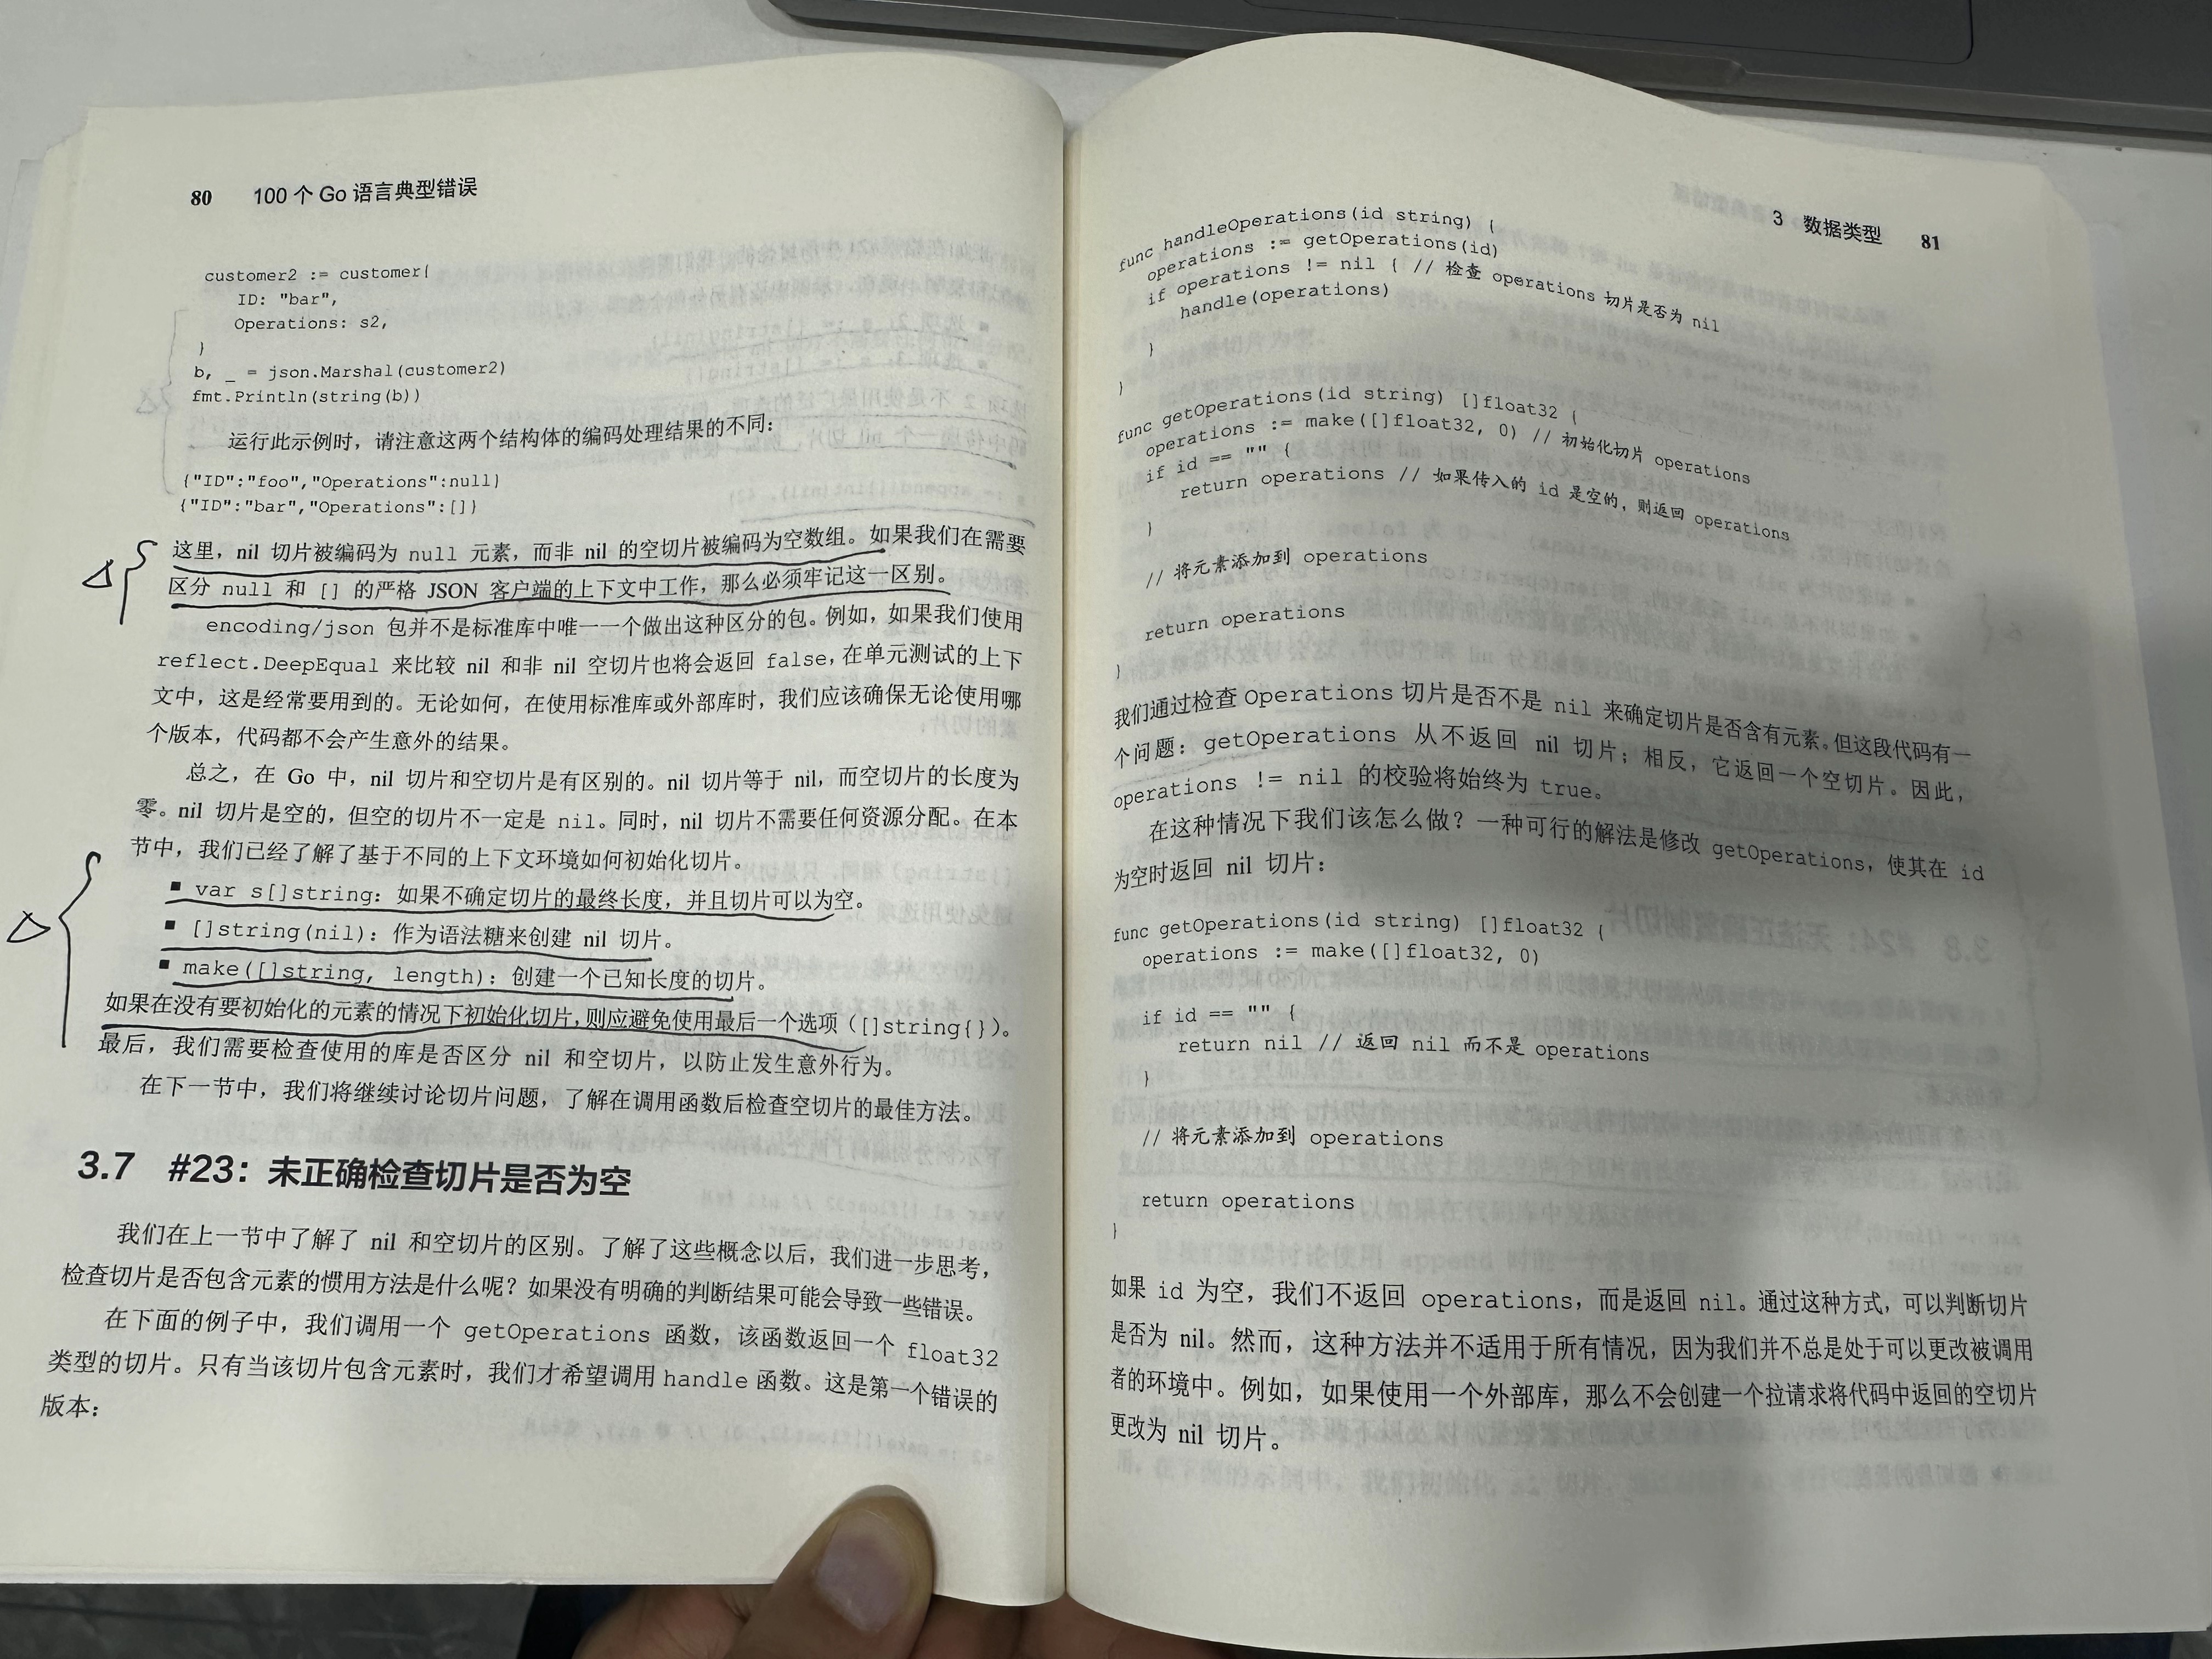 80 100 个 Go 语言典型错误
customer2 := customer{
ID: "bar",
Operations: s2,
}
b, _ = json.Marshal(customer2)
fmt.Println(string(b))
运行此示例时，请注意这两个结构体的编码处理结果的不同：
{"ID":"foo","Operations":null}
{"ID":"bar","Operations":[]}
这里，nil 切片被编码为 null 元素，而非 nil 的空切片被编码为空数组。如果我们在需要
区分 null 和 [] 的严格 JSON 客户端的上下文中工作，那么必须牢记这一区别。
encoding/json 包并不是标准库中唯一一个做出这种区分的包。例如，如果我们使用
reflect.DeepEqual 来比较 nil 和非 nil 空切片也将会返回 false，在单元测试的上下
文中，这是经常要用到的。无论如何，在使用标准库或外部库时，我们应该确保无论使用哪
个版本，代码都不会产生意外的结果。
总之，在 Go 中，nil 切片和空切片是有区别的。nil 切片等于 nil，而空切片的长度为
零。nil 切片是空的，但空的切片不一定是 nil。同时，nil 切片不需要任何资源分配。在本
节中，我们已经了解了基于不同的上下文环境如何初始化切片。
▪ var s[]string：如果不确定切片的最终长度，并且切片可以为空。
▪ []string(nil)：作为语法糖来创建 nil 切片。
▪ make([]string, length)：创建一个已知长度的切片。
如果在没有要初始化的元素的情况下初始化切片，则应避免使用最后一个选项（[]string{}）。
最后，我们需要检查使用的库是否区分 nil 和空切片，以防止发生意外行为。
在下一节中，我们将继续讨论切片问题，了解在调用函数后检查空切片的最佳方法。
3.7 #23：未正确检查切片是否为空
我们在上一节中了解了 nil 和空切片的区别。了解了这些概念以后，我们进一步思考，
检查切片是否包含元素的惯用方法是什么呢？如果没有明确的判断结果可能会导致一些错误。
在下面的例子中，我们调用一个 getOperations 函数，该函数返回一个 float32
类型的切片。只有当该切片包含元素时，我们才希望调用 handle 函数。这是第一个错误的
版本：
3 数据类型 81
func handleOperations(id string) {
operations := getOperations(id)
if operations != nil { // 检查 operations 切片是否为 nil
handle(operations)
}
}
func getOperations(id string) []float32 {
operations := make([]float32, 0) // 初始化切片 operations
if id == "" {
return operations // 如果传入的 id 是空的，则返回 operations
}
// 将元素添加到 operations
return operations
}
我们通过检查 Operations 切片是否不是 nil 来确定切片是否含有元素。但这段代码有一
个问题：getOperations 从不返回 nil 切片；相反，它返回一个空切片。因此，
operations != nil 的校验将始终为 true。
在这种情况下我们该怎么做？一种可行的解法是修改 getOperations，使其在 id
为空时返回 nil 切片：
func getOperations(id string) []float32 {
operations := make([]float32, 0)
if id == "" {
return nil // 返回 nil 而不是 operations
}
// 将元素添加到 operations
return operations
}
如果 id 为空，我们不返回 operations，而是返回 nil。通过这种方式，可以判断切片
是否为 nil。然而，这种方法并不适用于所有情况，因为我们并不总是处于可以更改被调用
者的环境中。例如，如果使用一个外部库，那么不会创建一个拉请求将代码中返回的空切片
更改为 nil 切片。